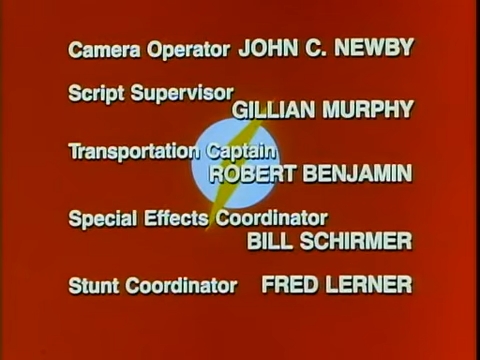 Camera Operator JOHN C. NEWBY
Script Supervisor
GILLIAN MURPHY
Transportation Captain
ROBERT BENJAMIN
Special Effects Coordinator
BILL SCHIRMER
Stunt Coordinator FRED LERNER